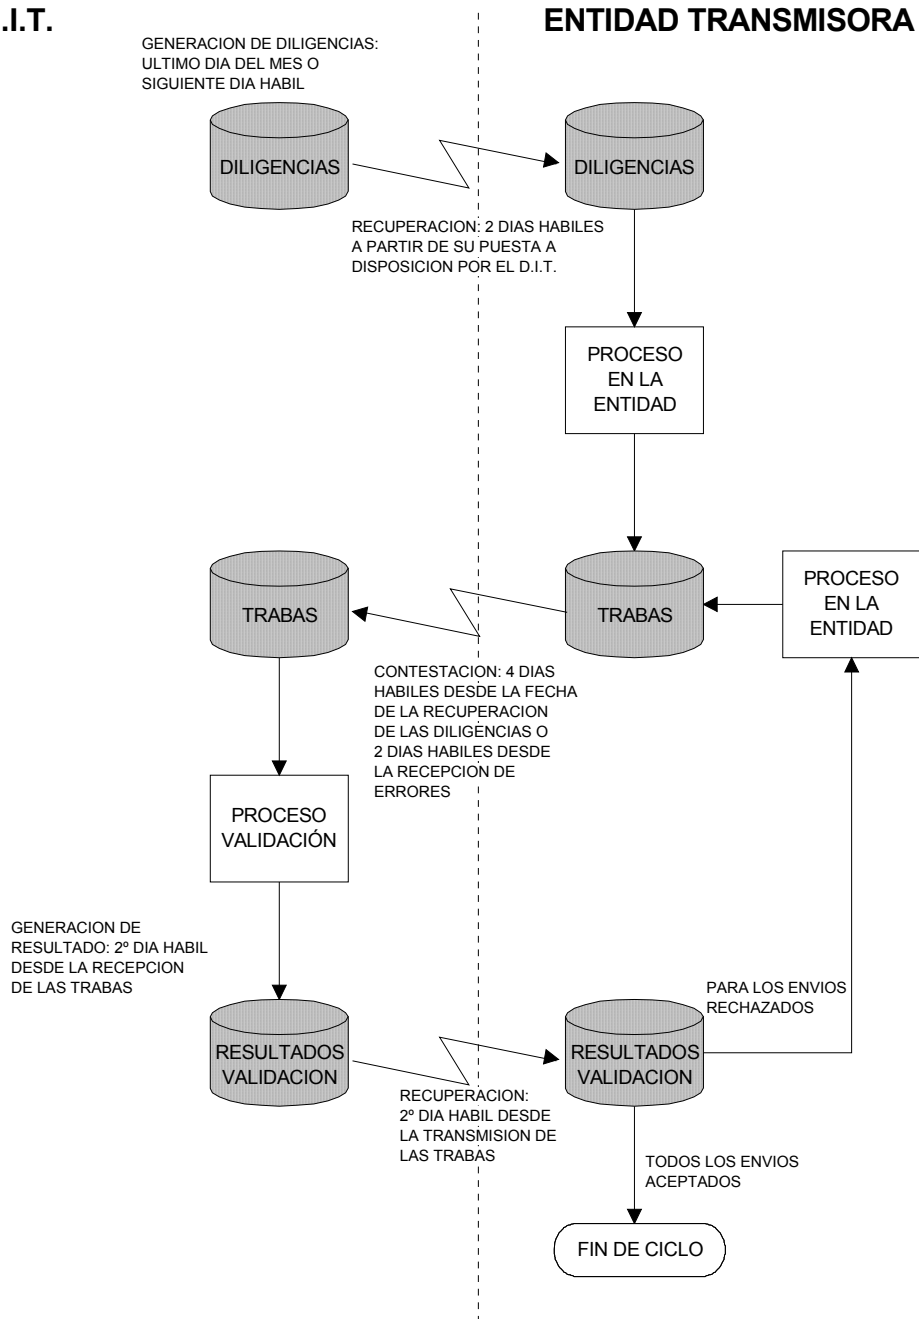 .I.T.
ENTIDAD TRANSMISORA
GENERACION DE DILIGENCIAS:
ULTIMO DIA DEL MES O
SIGUIENTE DIA HABIL
DILIGENCIAS
DILIGENCIAS
RECUPERACION: 2 DIAS HABILES
A PARTIR DE SU PUESTA A
DISPOSICION POR EL D.I.T.
PROCESO
EN LA
ENTIDAD
TRABAS
TRABAS
PROCESO
EN LA
ENTIDAD
CONTESTACION: 4 DIAS
HABILES DESDE LA FECHA
DE LA RECUPERACION
DE LAS DILIGENCIAS O
2 DIAS HABILES DESDE
LA RECEPCION DE
ERRORES
PROCESO
VALIDACIÓN
GENERACION DE
RESULTADO: 2º DIA HABIL
DESDE LA RECEPCION
DE LAS TRABAS
PARA LOS ENVIOS
RECHAZADOS
RESULTADOS
VALIDACION
RESULTADOS
VALIDACION
RECUPERACION:
2º DIA HABIL DESDE
LA TRANSMISION DE
LAS TRABAS
TODOS LOS ENVIOS
ACEPTADOS
FIN DE CICLO